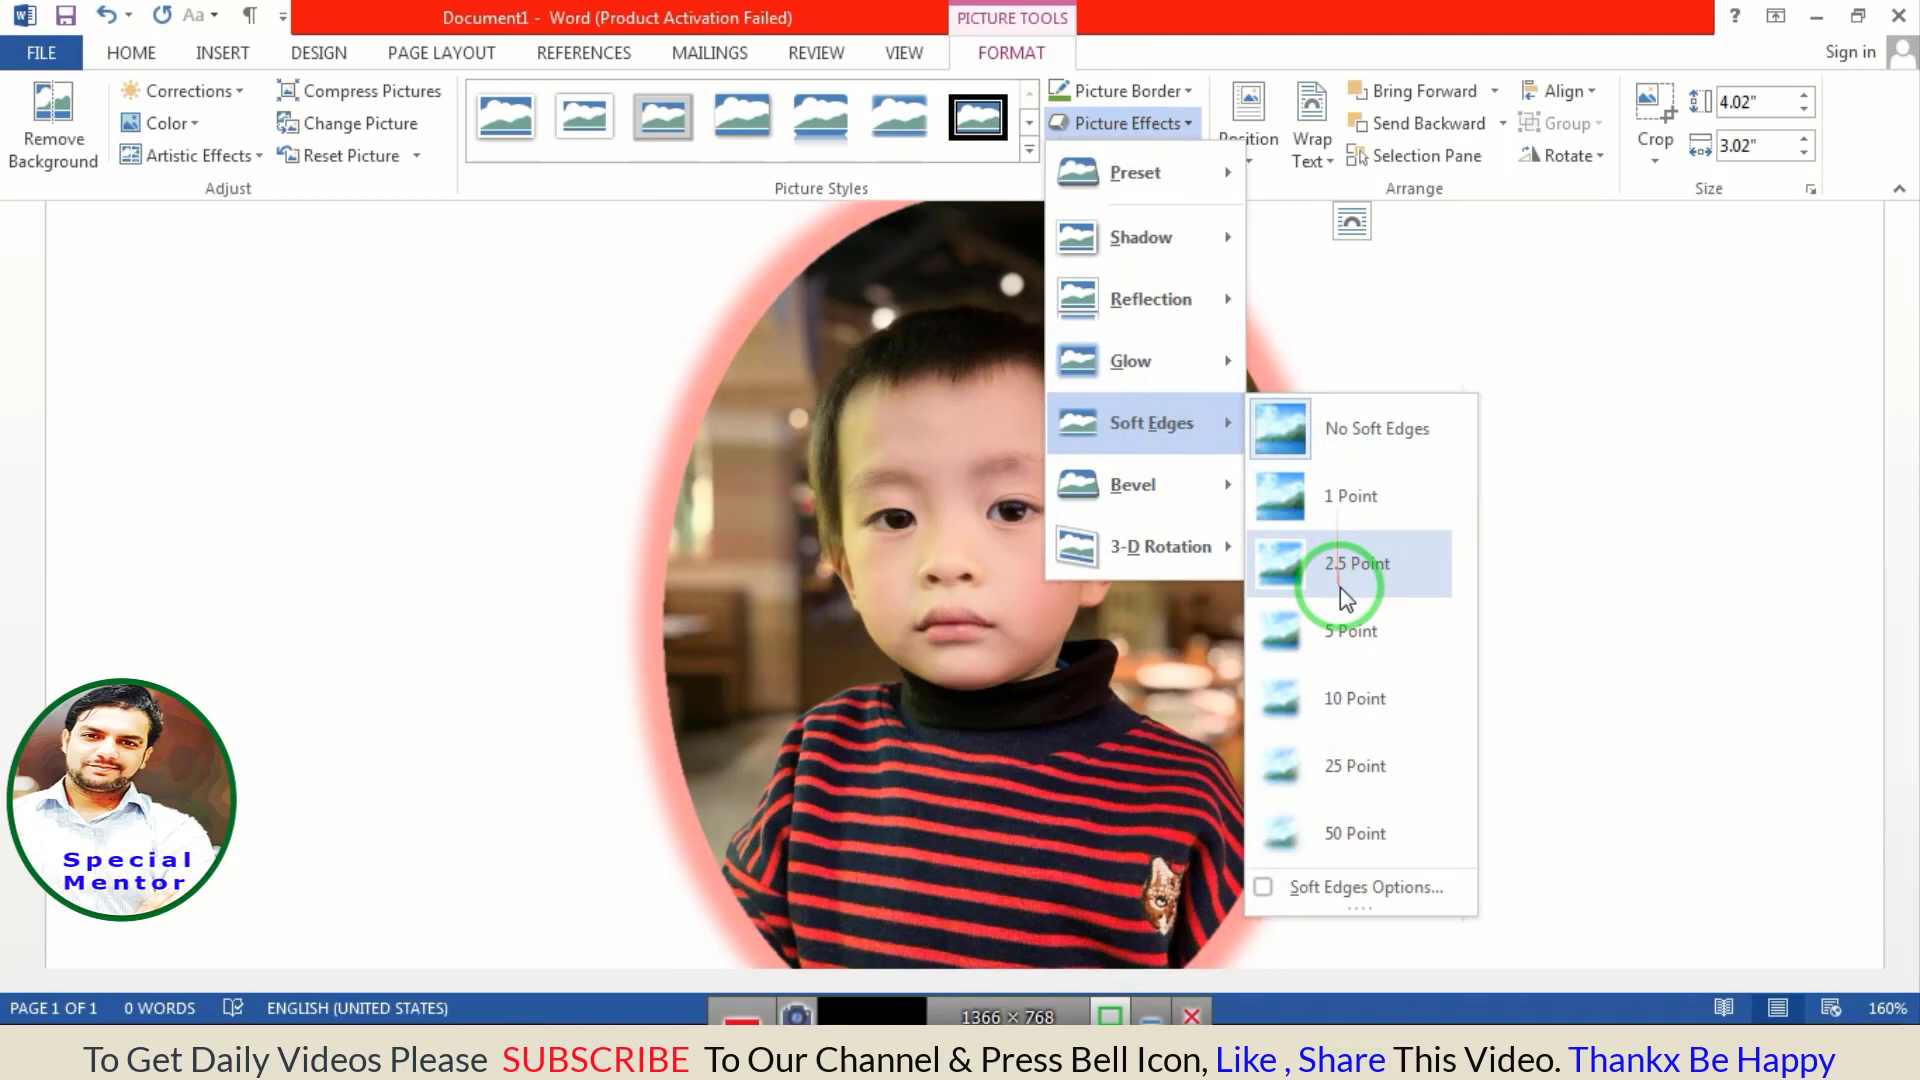 Aa
Document1 - Word (Product Activation Failed)
PICTURE TOOLS
?
FILE
HOME
INSERT
DESIGN
PAGE LAYOUT
REFERENCES
MAILINGS
REVIEW
VIEW
FORMAT
Sign in
Remove
Background
Corrections
Color
Artistic Effects
Compress Pictures
Change Picture
Reset Picture
Adjust
Picture Styles
Picture Border
Picture Effects
Position
Wrap
Text
Bring Forward
Send Backward
Selection Pane
Align
Group
Rotate
Arrange
Crop
4.02"
3.02"
Size
Preset
Shadow
Reflection
Glow
Soft Edges
Bevel
3-D Rotation
No Soft Edges
1 Point
2.5 Point
5 Point
10 Point
25 Point
50 Point
Soft Edges Options...
Special
Mentor
PAGE 1 OF 1
0 WORDS
ENGLISH (UNITED STATES)
1366 × 768
160%
To Get Daily Videos Please SUBSCRIBE To Our Channel & Press Bell Icon, Like , Share This Video. Thankx Be Happy